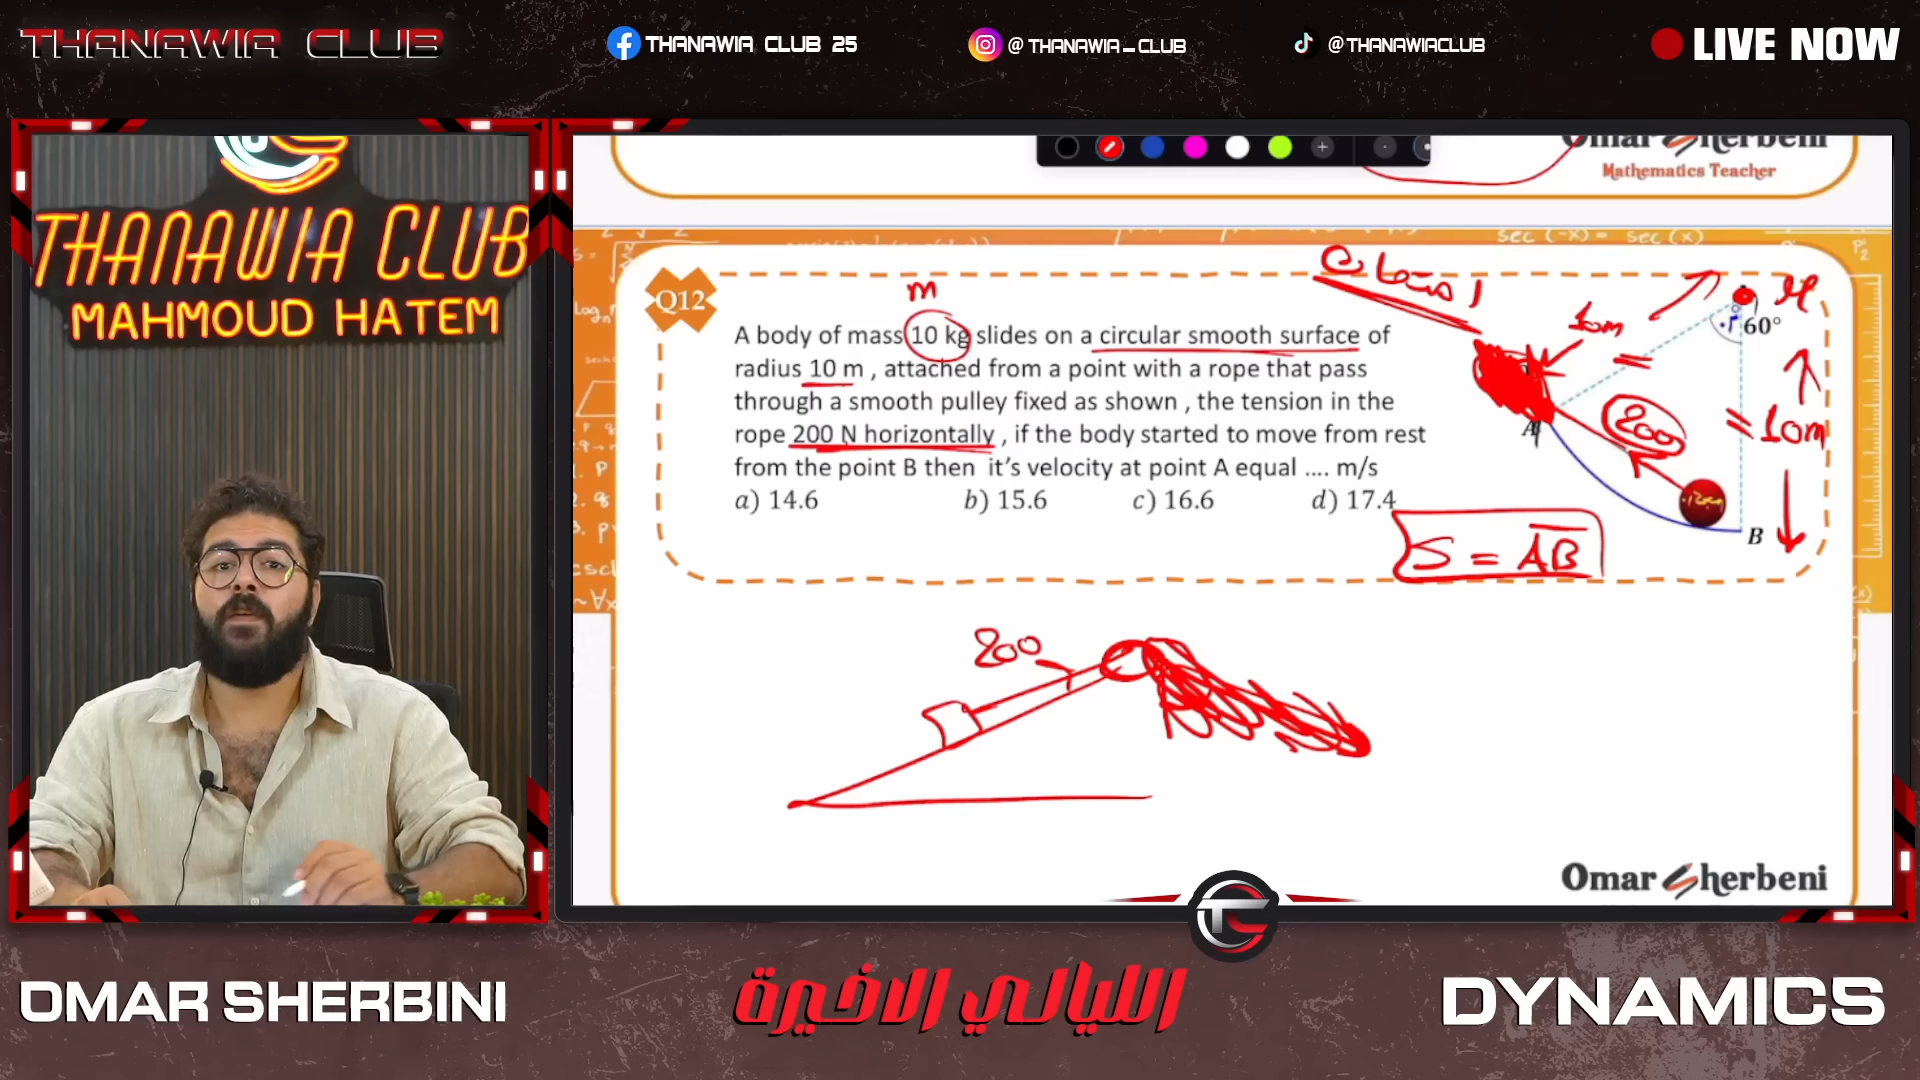 THANAWIA CLUB
THANAWIA CLUB 25
@THANAWIA_CLUB
@THANAWIACLUB
LIVE NOW
THANAWIA CLUB
MAHMOUD HATEM
Omar Sherbeni
Mathematics Teacher
sec(-x) = sec(x)
Q12
m
A body of mass 10 kg slides on a circular smooth surface of
radius 10 m , attached from a point with a rope that pass
through a smooth pulley fixed as shown , the tension in the
rope 200 N horizontally , if the body started to move from rest
from the point B then it's velocity at point A equal .... m/s
a) 14.6 b) 15.6 c) 16.6 d) 17.4
10m
60°
200
10m
A
B
S = AB
200
Omar Sherbeni
TC
OMAR SHERBINI
الليالي الاخيرة
DYNAMICS